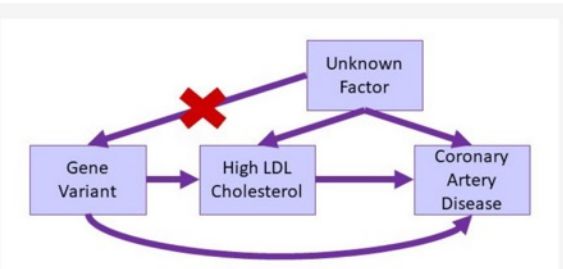 Unknown
Factor
Gene
Variant
High LDL
Cholesterol
Coronary
Artery
Disease